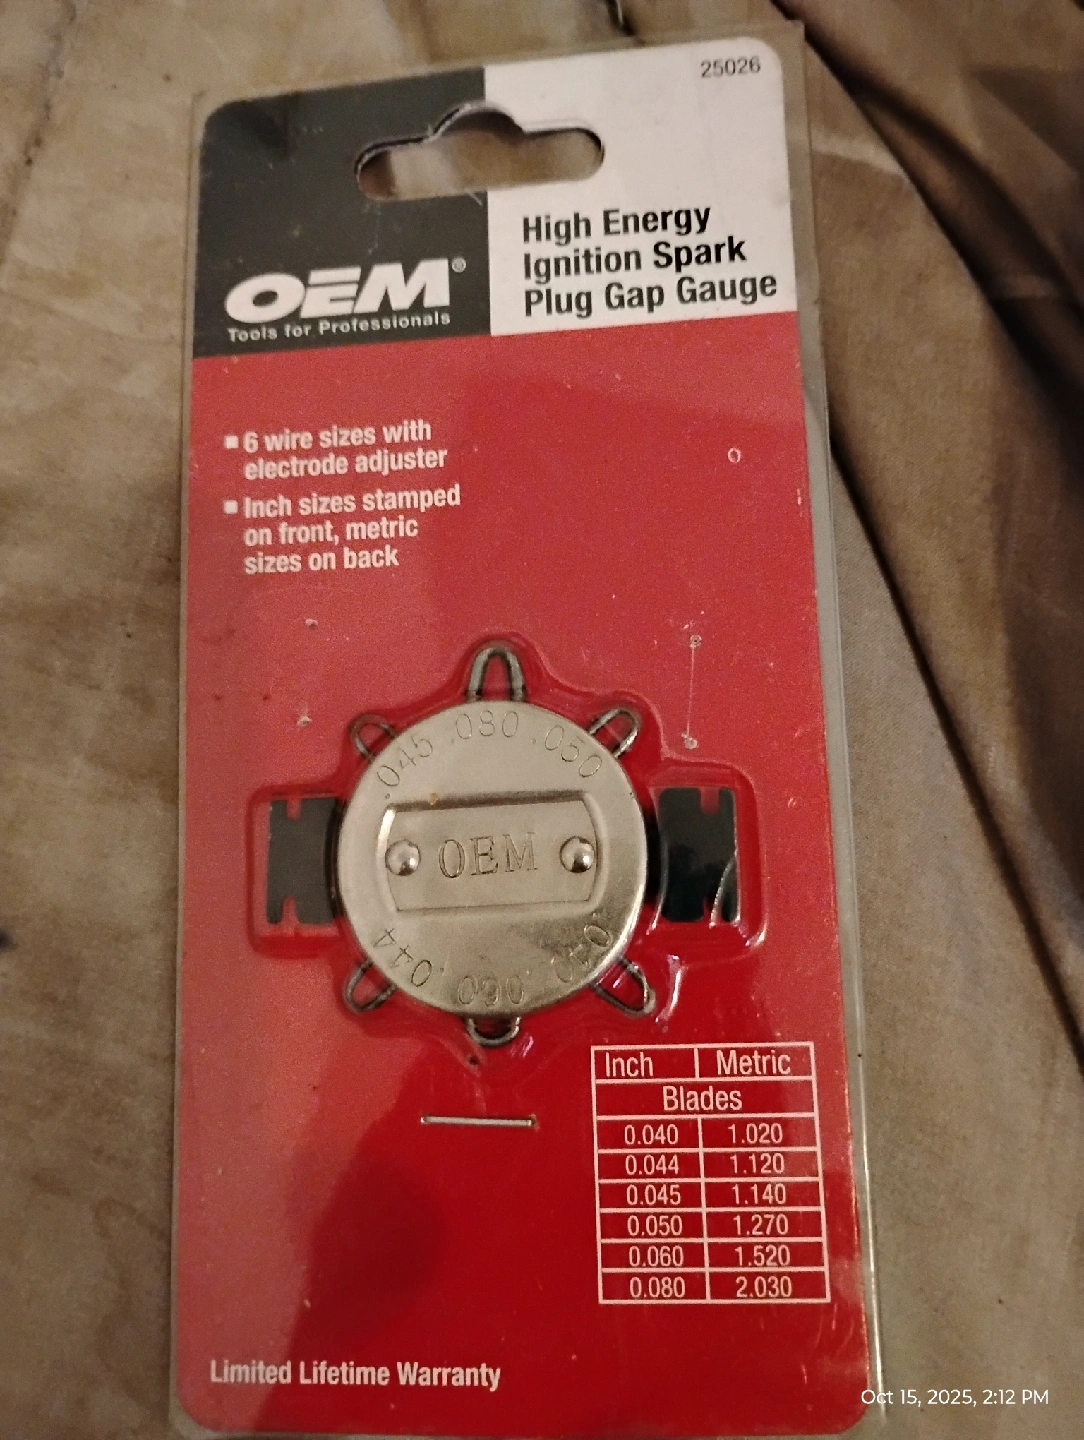 25026
High Energy
Ignition Spark
Plug Gap Gauge
OEM®
Tools for Professionals
6 wire sizes with
electrode adjuster
Inch sizes stamped
on front, metric
sizes on back
.045 .080 .050
OEM
.044 .060 .040
Inch Metric
Blades
0.040 1.020
0.044 1.120
0.045 1.140
0.050 1.270
0.060 1.520
0.080 2.030
Limited Lifetime Warranty
Oct 15, 2025, 2:12 PM